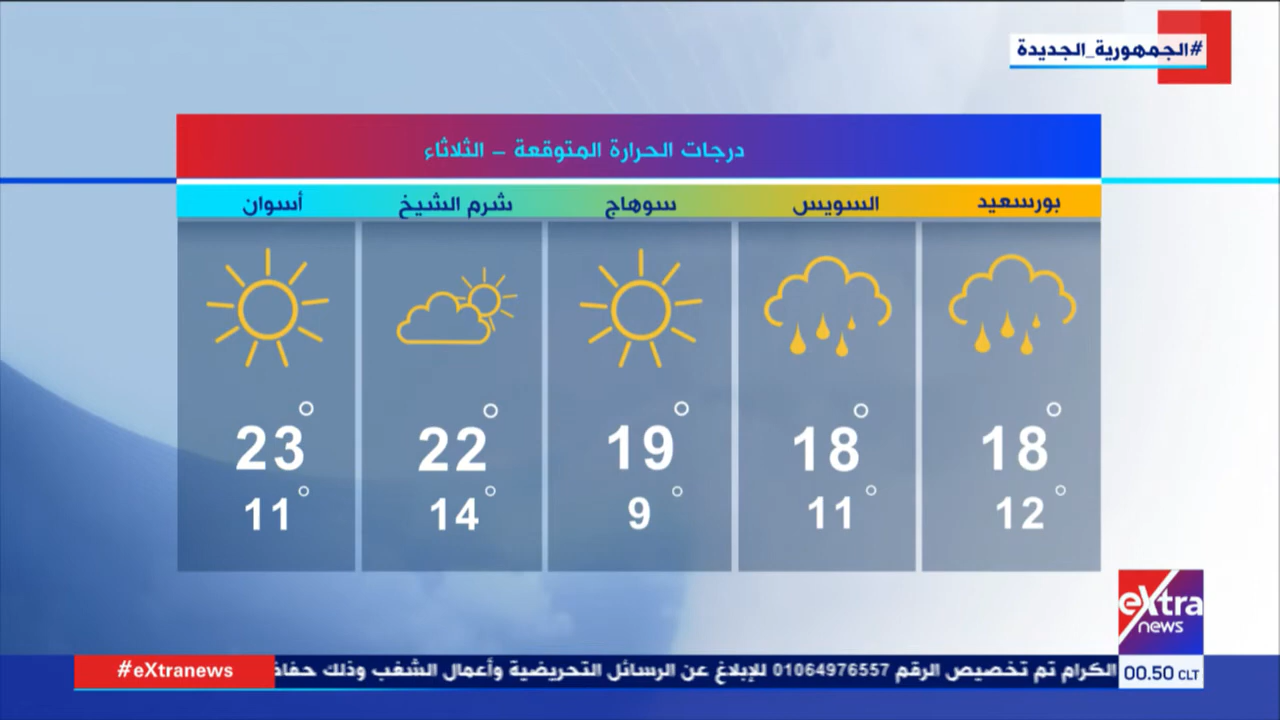 #الجمهورية_الجديدة
درجات الحرارة المتوقعة – الثلاثاء
بورسعيد السويس سوهاج شرم الشيخ أسوان
18° 18° 19° 22° 23°
12° 11° 9° 14° 11°
eXtra
news
الكرام تم تخصيص الرقم 01064976557 للإبلاغ عن الرسائل التحريضية وأعمال الشغب وذلك حفاظ
#eXtranews
00.50 CLT